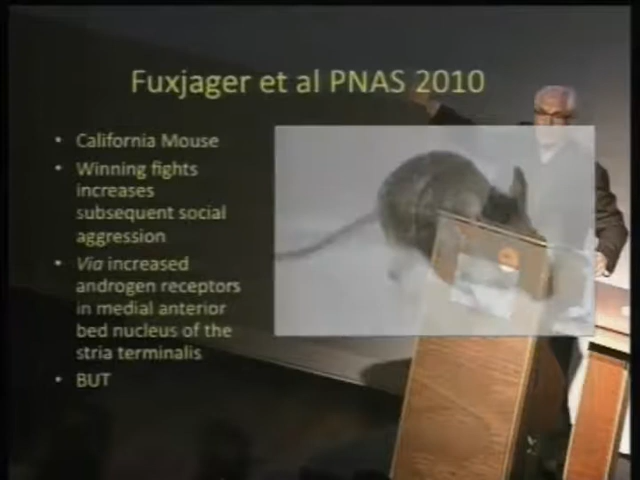 Fuxjager et al PNAS 2010
• California Mouse
• Winning fights
increases
subsequent social
aggression
• Via increased
androgen receptors
in medial anterior
bed nucleus of the
stria terminalis
• BUT